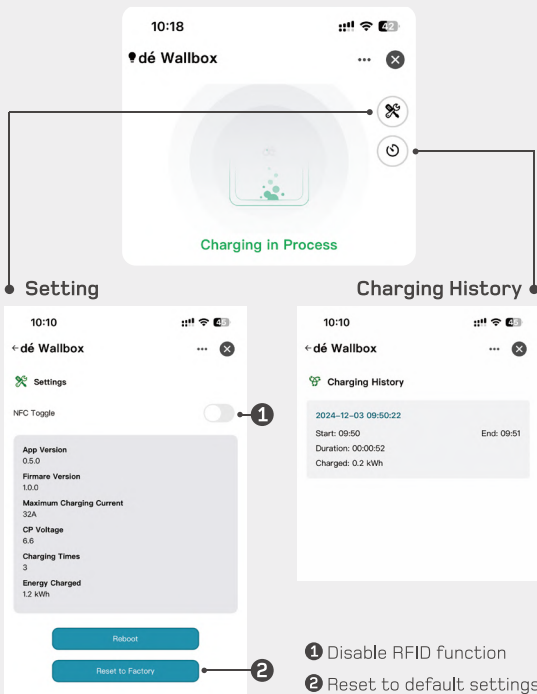 10:18
42
dé Wallbox
Charging in Process
Setting
10:10
45
dé Wallbox
Settings
NFC Toggle
1
App Version
0.5.0
Firmare Version
1.0.0
Maximum Charging Current
32A
CP Voltage
6.6
Charging Times
3
Energy Charged
1.2 kWh
Reboot
Reset to Factory
2
Charging History
10:10
45
dé Wallbox
Charging History
2024-12-03 09:50:22
Start: 09:50 End: 09:51
Duration: 00:00:52
Charged: 0.2 kWh
1 Disable RFID function
2 Reset to default settings